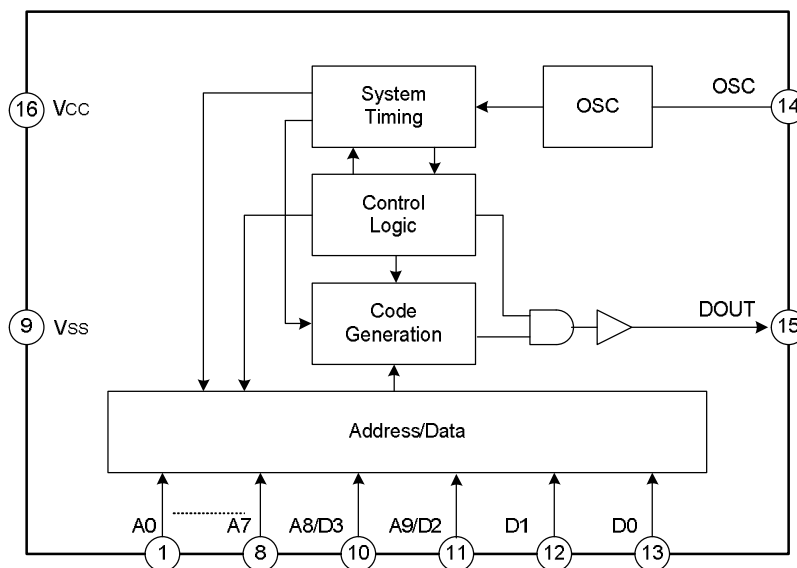 System
Timing
OSC
OSC
14
16
VCC
Control
Logic
Code
Generation
DOUT
15
9
VSS
Address/Data
A0
A7
A8/D3
A9/D2
D1
D0
1
8
10
11
12
13